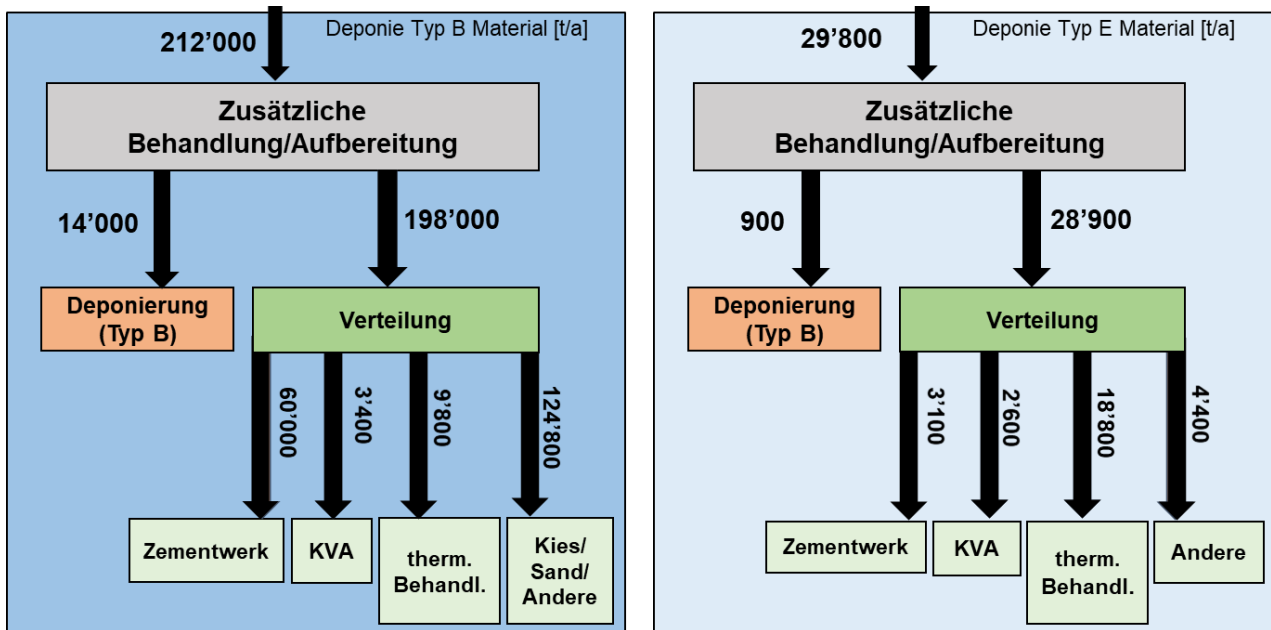 Deponie Typ B Material [t/a]
212’000
Zusätzliche
Behandlung/Aufbereitung
14’000
198’000
Deponierung
(Typ B)
Verteilung
60’000
3’400
9’800
124’800
Zementwerk
KVA
therm.
Behandl.
Kies/
Sand/
Andere
Deponie Typ E Material [t/a]
29’800
Zusätzliche
Behandlung/Aufbereitung
900
28’900
Deponierung
(Typ B)
Verteilung
3’100
2’600
18’800
4’400
Zementwerk
KVA
therm.
Behandl.
Andere